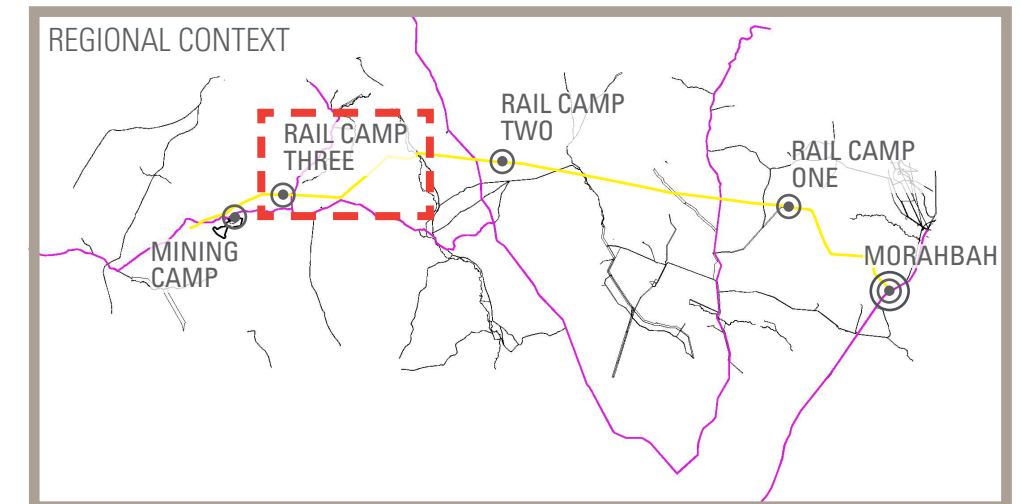 REGIONAL CONTEXT
RAIL CAMP
TWO
RAIL CAMP
THREE
RAIL CAMP
ONE
MINING
CAMP
MORAHBAH